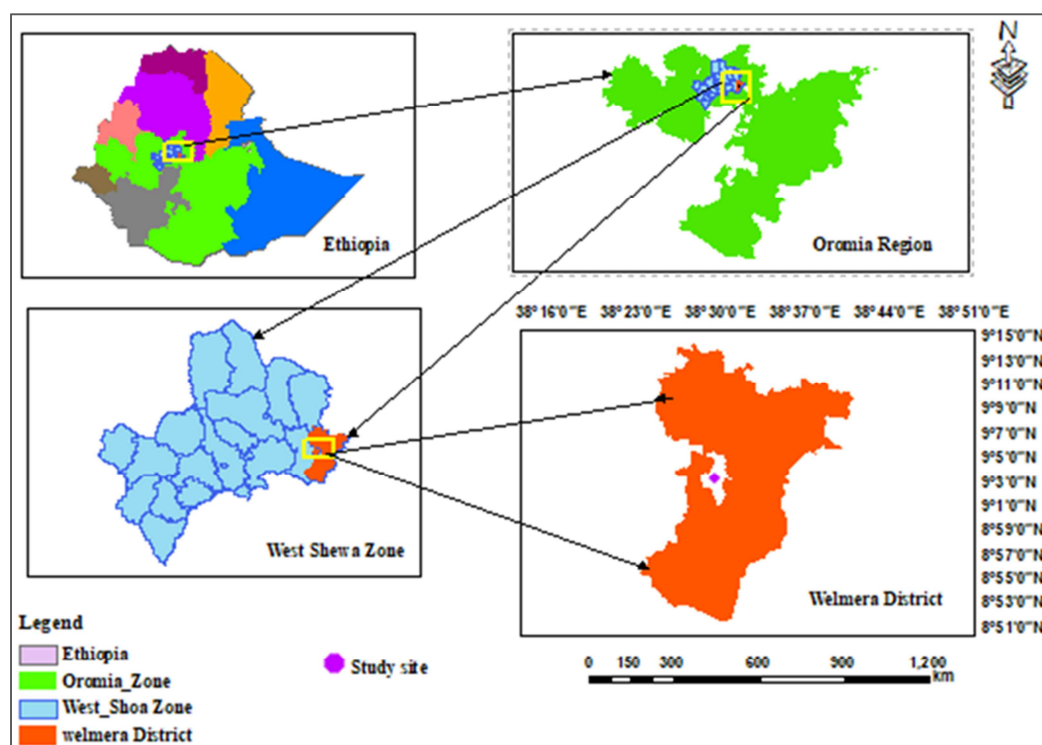 N
Ethiopia
Oromia Region
38°16'0"'E 38°23'0"'E 38°30'0"'E 38°37'0"'E 38°44'0"'E 38°51'0"'E
9°15'0"'N
9°13'0"'N
9°11'0"'N
9°9'0"'N
9°7'0"'N
9°5'0"'N
9°3'0"'N
9°1'0"'N
8°59'0"'N
8°57'0"'N
8°55'0"'N
8°53'0"'N
8°51'0"'N
West Shewa Zone
Welmera District
Legend
Ethiopia
Oromia_Zone
West_Shoa Zone
welmera District
Study site
0 150 300 600 900 1,200
km